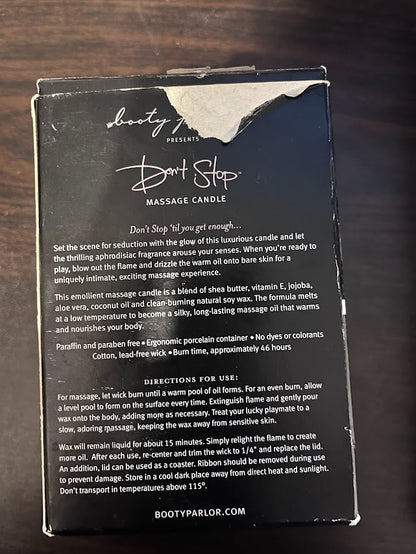 booty
PRESENTS
Don't Stop™
MASSAGE CANDLE
Don't Stop 'til you get enough...
Set the scene for seduction with the glow of this luxurious candle and let
the thrilling aphrodisiac fragrance arouse your senses. When you're ready to
play, blow out the flame and drizzle the warm oil onto bare skin for a
uniquely intimate, exciting massage experience.
This emollient massage candle is a blend of shea butter, vitamin E, jojoba,
aloe vera, coconut oil and clean-burning natural soy wax. The formula melts
at a low temperature to become a silky, long-lasting massage oil that warms
and nourishes your body.
Paraffin and paraben free • Ergonomic porcelain container • No dyes or colorants
Cotton, lead-free wick • Burn time, approximately 46 hours
DIRECTIONS FOR USE:
For massage, let wick burn until a warm pool of oil forms. For an even burn, allow
a level pool to form on the surface every time. Extinguish flame and gently pour
wax onto the body, adding more as necessary. Treat your lucky playmate to a
slow, adoring massage, keeping the wax away from sensitive skin.
Wax will remain liquid for about 15 minutes. Simply relight the flame to create
more oil. After each use, re-center and trim the wick to 1/4" and replace the lid.
An addition, lid can be used as a coaster. Ribbon should be removed during use
to prevent damage. Store in a cool dark place away from direct heat and sunlight.
Don't transport in temperatures above 115°.
BOOTYPARLOR.COM